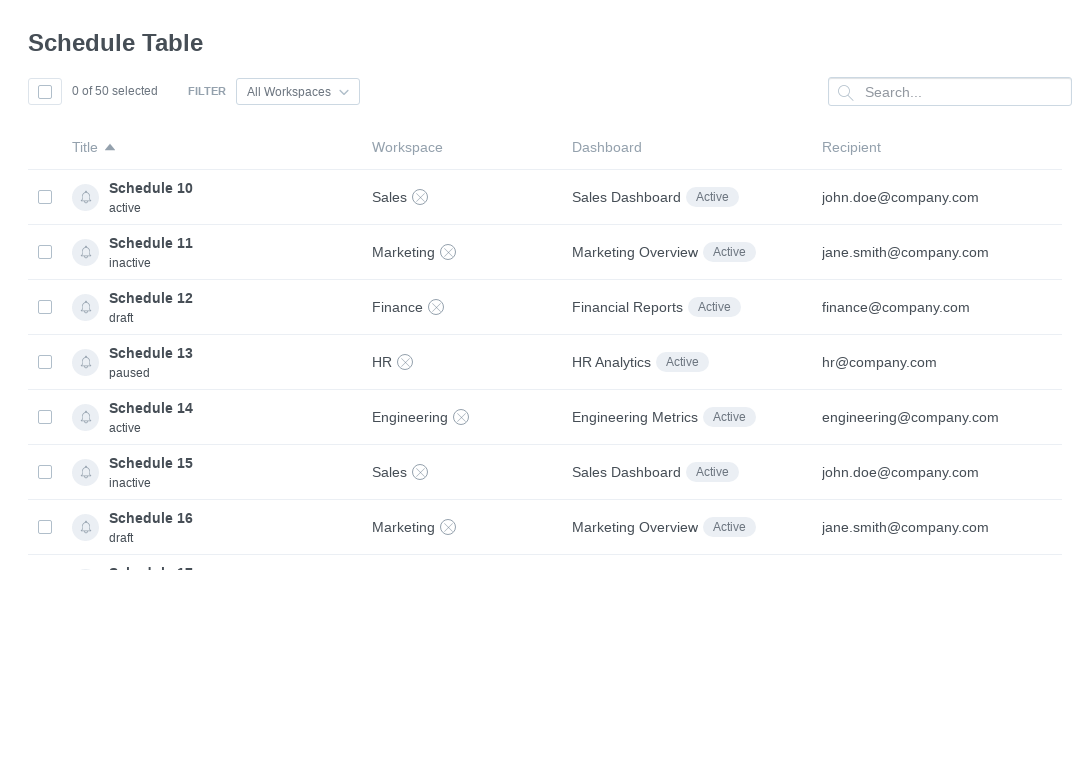 Schedule Table
0 of 50 selected FILTER All Workspaces Search...
Title Workspace Dashboard Recipient
Schedule 10
active
Sales Sales Dashboard Active john.doe@company.com
Schedule 11
inactive
Marketing Marketing Overview Active jane.smith@company.com
Schedule 12
draft
Finance Financial Reports Active finance@company.com
Schedule 13
paused
HR HR Analytics Active hr@company.com
Schedule 14
active
Engineering Engineering Metrics Active engineering@company.com
Schedule 15
inactive
Sales Sales Dashboard Active john.doe@company.com
Schedule 16
draft
Marketing Marketing Overview Active jane.smith@company.com